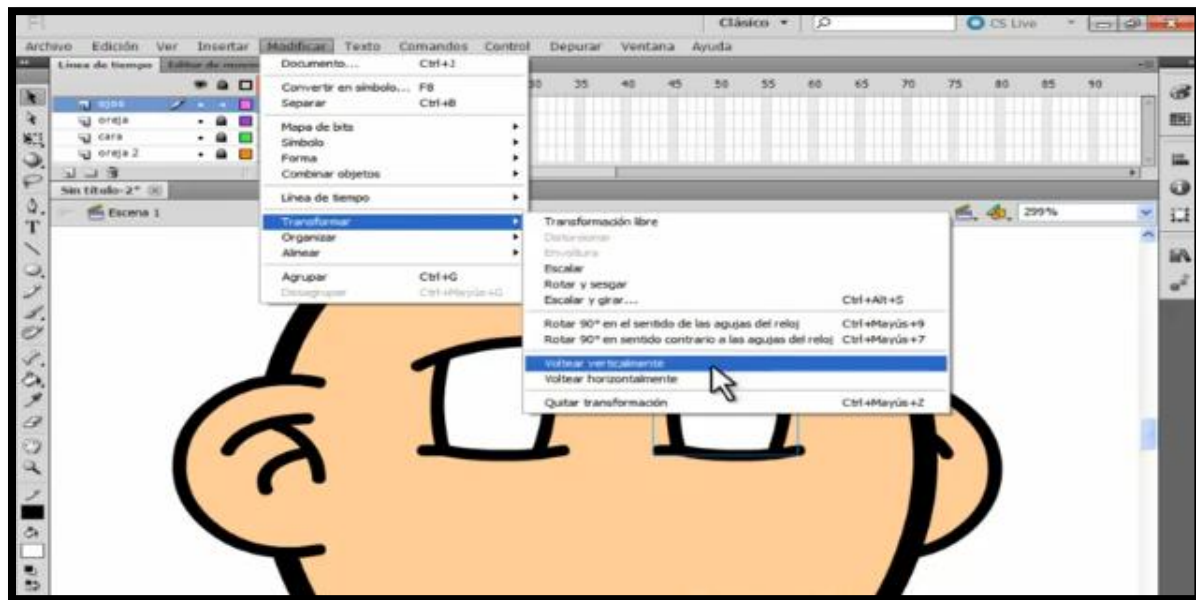 Fl Clásico CS Live
Archivo Edición Ver Insertar Modificar Texto Comandos Control Depurar Ventana Ayuda
Línea de tiempo Editor de
30 35 40 45 50 55 60 65 70 75 80 85 90
ojos
oreja
cara
oreja 2
Sin título-2*
Escena 1
299%
Documento... Ctrl+J
Convertir en símbolo... F8
Separar Ctrl+B
Mapa de bits
Símbolo
Forma
Combinar objetos
Línea de tiempo
Transformar
Organizar
Alinear
Agrupar Ctrl+G
Desagrupar Ctrl+Mayús+G
Transformación libre
Distorsionar
Envoltura
Escalar
Rotar y sesgar
Escalar y girar... Ctrl+Alt+S
Rotar 90° en el sentido de las agujas del reloj Ctrl+Mayús+9
Rotar 90° en sentido contrario a las agujas del reloj Ctrl+Mayús+7
Voltear verticalmente
Voltear horizontalmente
Quitar transformación Ctrl+Mayús+Z